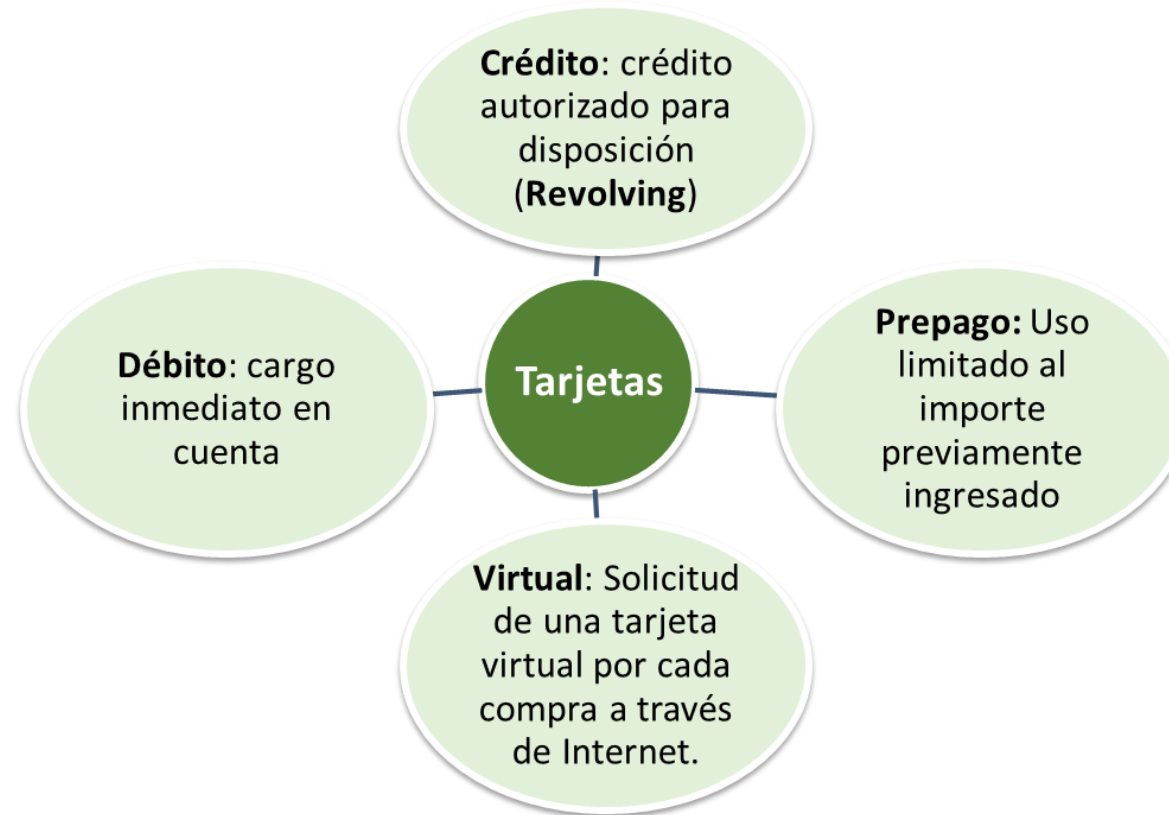 Crédito: crédito
autorizado para
disposición
(Revolving)
Débito: cargo
inmediato en
cuenta
Tarjetas
Prepago: Uso
limitado al
importe
previamente
ingresado
Virtual: Solicitud
de una tarjeta
virtual por cada
compra a través
de Internet.